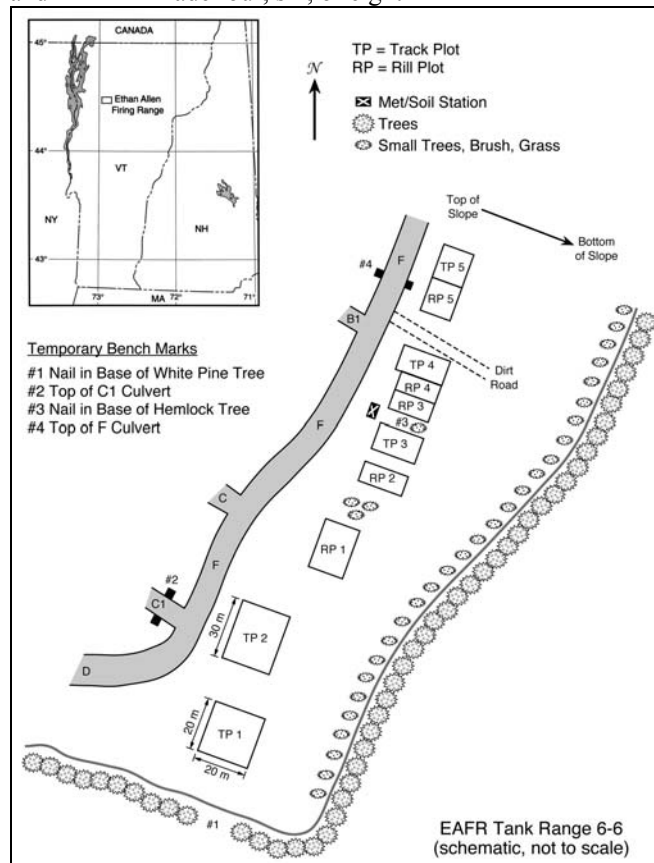 CANADA
45°
Ethan Allen
Firing Range
44°
VT
NY
NH
43°
MA
73°
72°
71°
N
TP = Track Plot
RP = Rill Plot
Met/Soil Station
Trees
Small Trees, Brush, Grass
Top of
Slope
Bottom
of Slope
Temporary Bench Marks
#1 Nail in Base of White Pine Tree
#2 Top of C1 Culvert
#3 Nail in Base of Hemlock Tree
#4 Top of F Culvert
#4
F
TP 5
RP 5
B1
Dirt
Road
TP 4
RP 4
RP 3
#3
TP 3
F
RP 2
C
RP 1
F
#2
C1
30 m
TP 2
D
20 m
TP 1
20 m
#1
EAFR Tank Range 6-6
(schematic, not to scale)